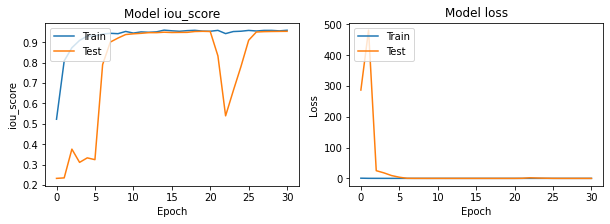 Model iou_score
Train
Test
iou_score
0.9
0.8
0.7
0.6
0.5
0.4
0.3
0.2
0
5
10
15
20
25
30
Epoch
Model loss
Train
Test
Loss
500
400
300
200
100
0
0
5
10
15
20
25
30
Epoch